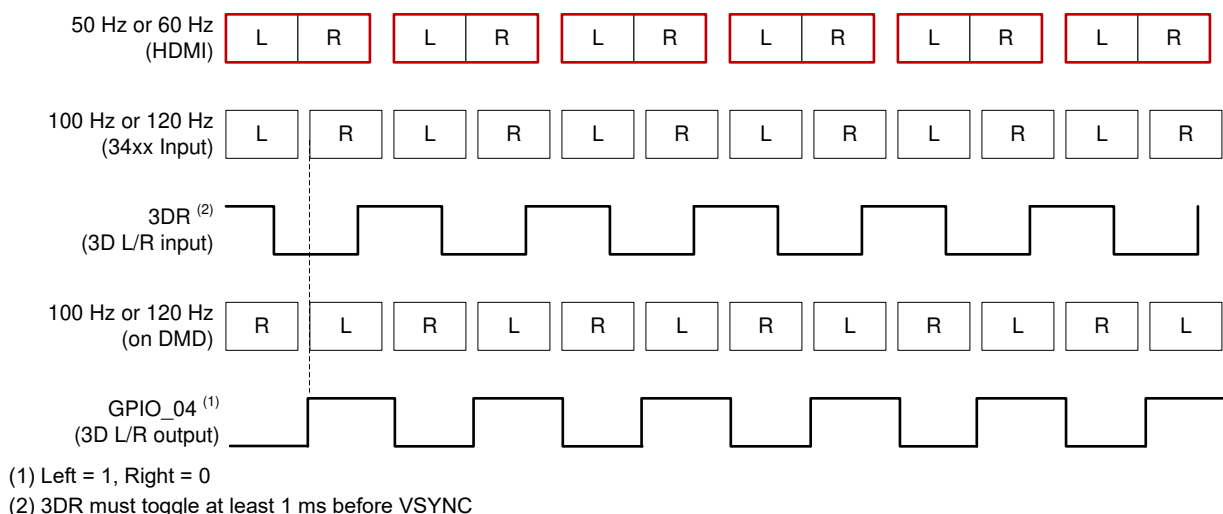 50 Hz or 60 Hz
(HDMI)
L R L R L R L R L R L R
100 Hz or 120 Hz
(34xx Input)
L R L R L R L R L R L R
3DR (2)
(3D L/R input)
100 Hz or 120 Hz
(on DMD)
R L R L R L R L R L R L
GPIO_04 (1)
(3D L/R output)
(1) Left = 1, Right = 0
(2) 3DR must toggle at least 1 ms before VSYNC